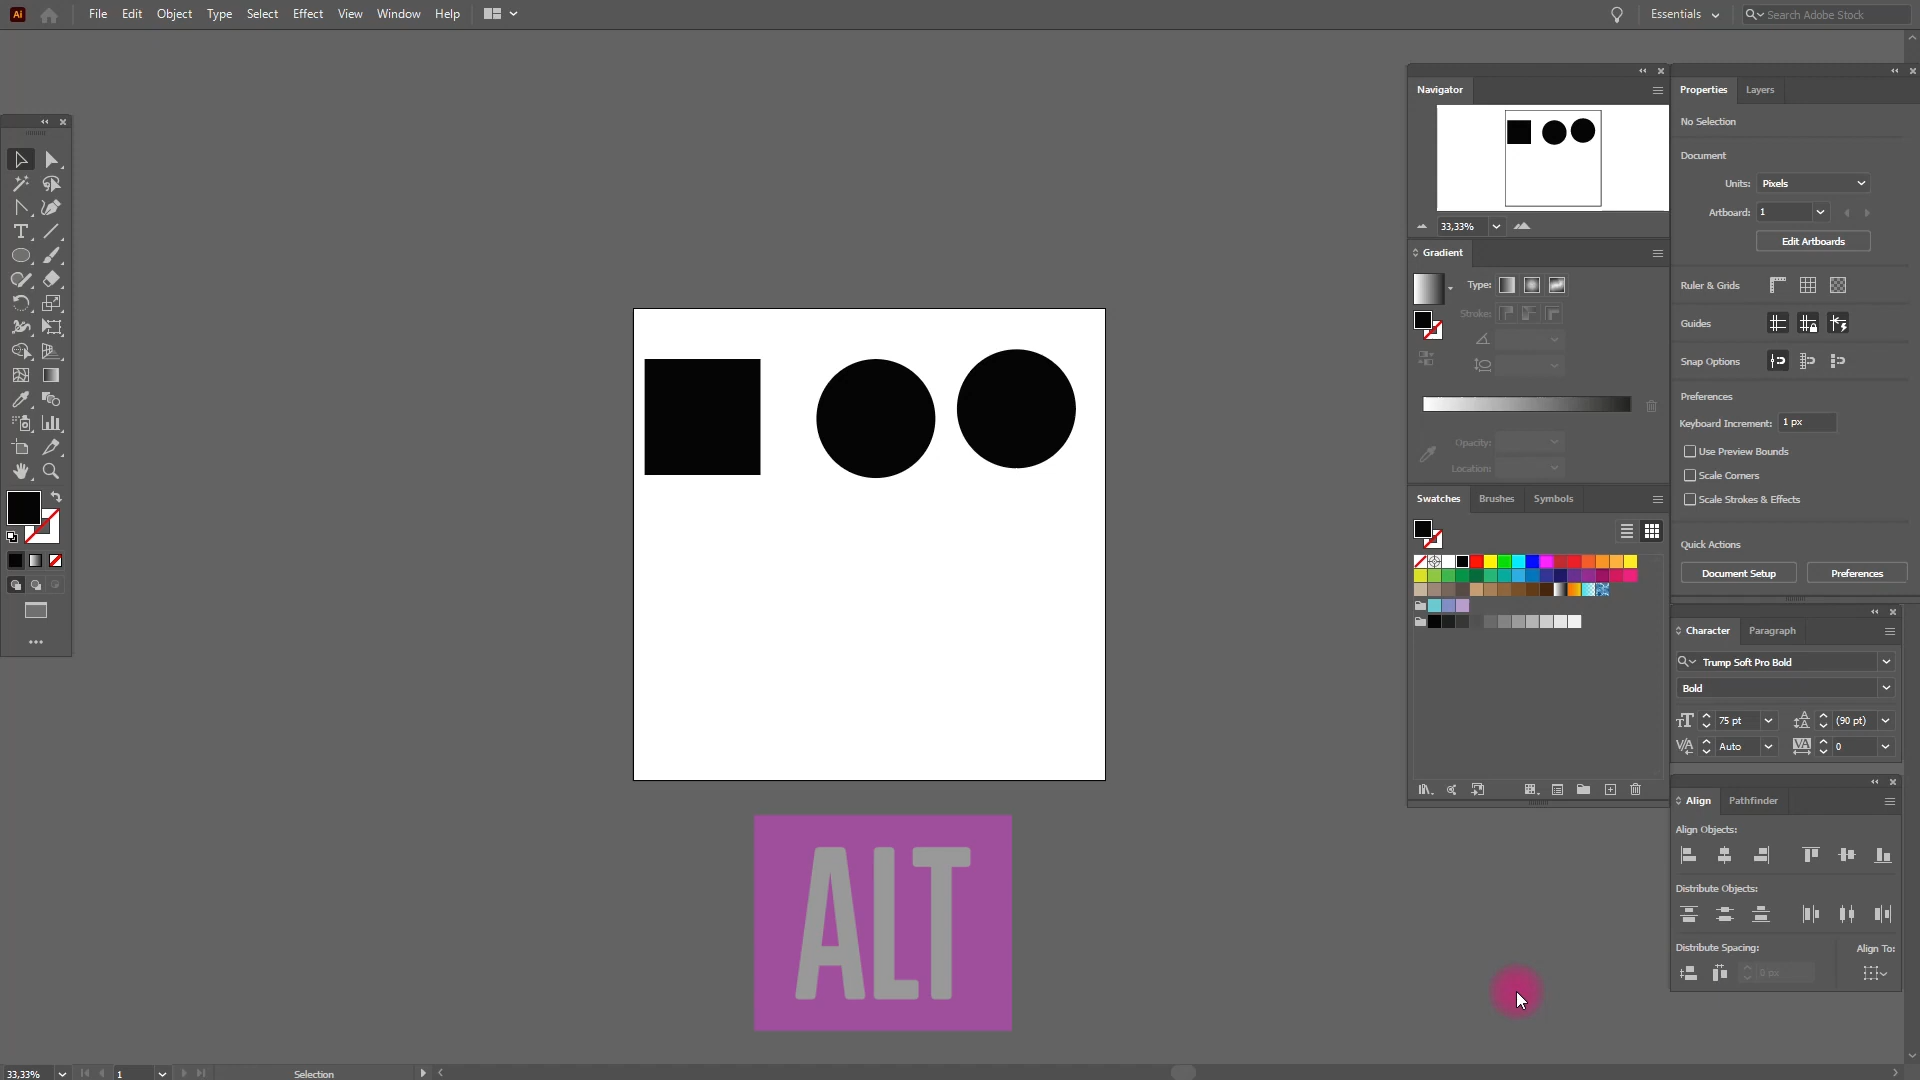 Ai
File Edit Object Type Select Effect View Window Help
Essentials
Search Adobe Stock
Navigator
33,33%
Gradient
Type:
Stroke:
Opacity:
Location:
Swatches Brushes Symbols
Properties Layers
No Selection
Document
Units: Pixels
Artboard: 1
Edit Artboards
Ruler & Grids
Guides
Snap Options
Preferences
Keyboard Increment: 1 px
Use Preview Bounds
Scale Corners
Scale Strokes & Effects
Quick Actions
Document Setup Preferences
Character Paragraph
Trump Soft Pro Bold
Bold
75 pt (90 pt)
Auto 0
Align Pathfinder
Align Objects:
Distribute Objects:
Distribute Spacing: Align To:
0 px
ALT
33,33% 1 Selection